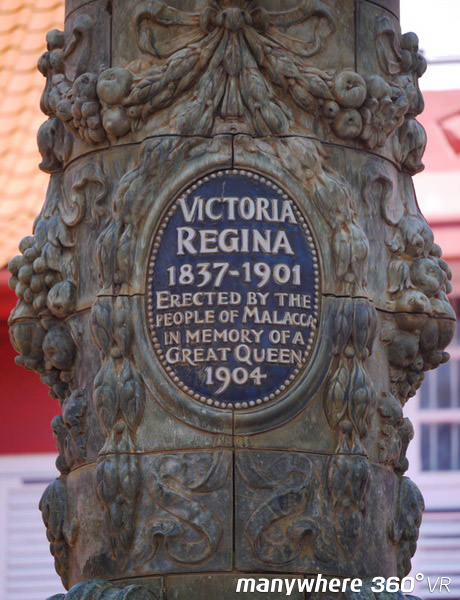 VICTORIA
REGINA
1837-1901
ERECTED BY THE
PEOPLE OF MALACCA
IN MEMORY OF A
GREAT QUEEN
1904
manywhere 360° VR